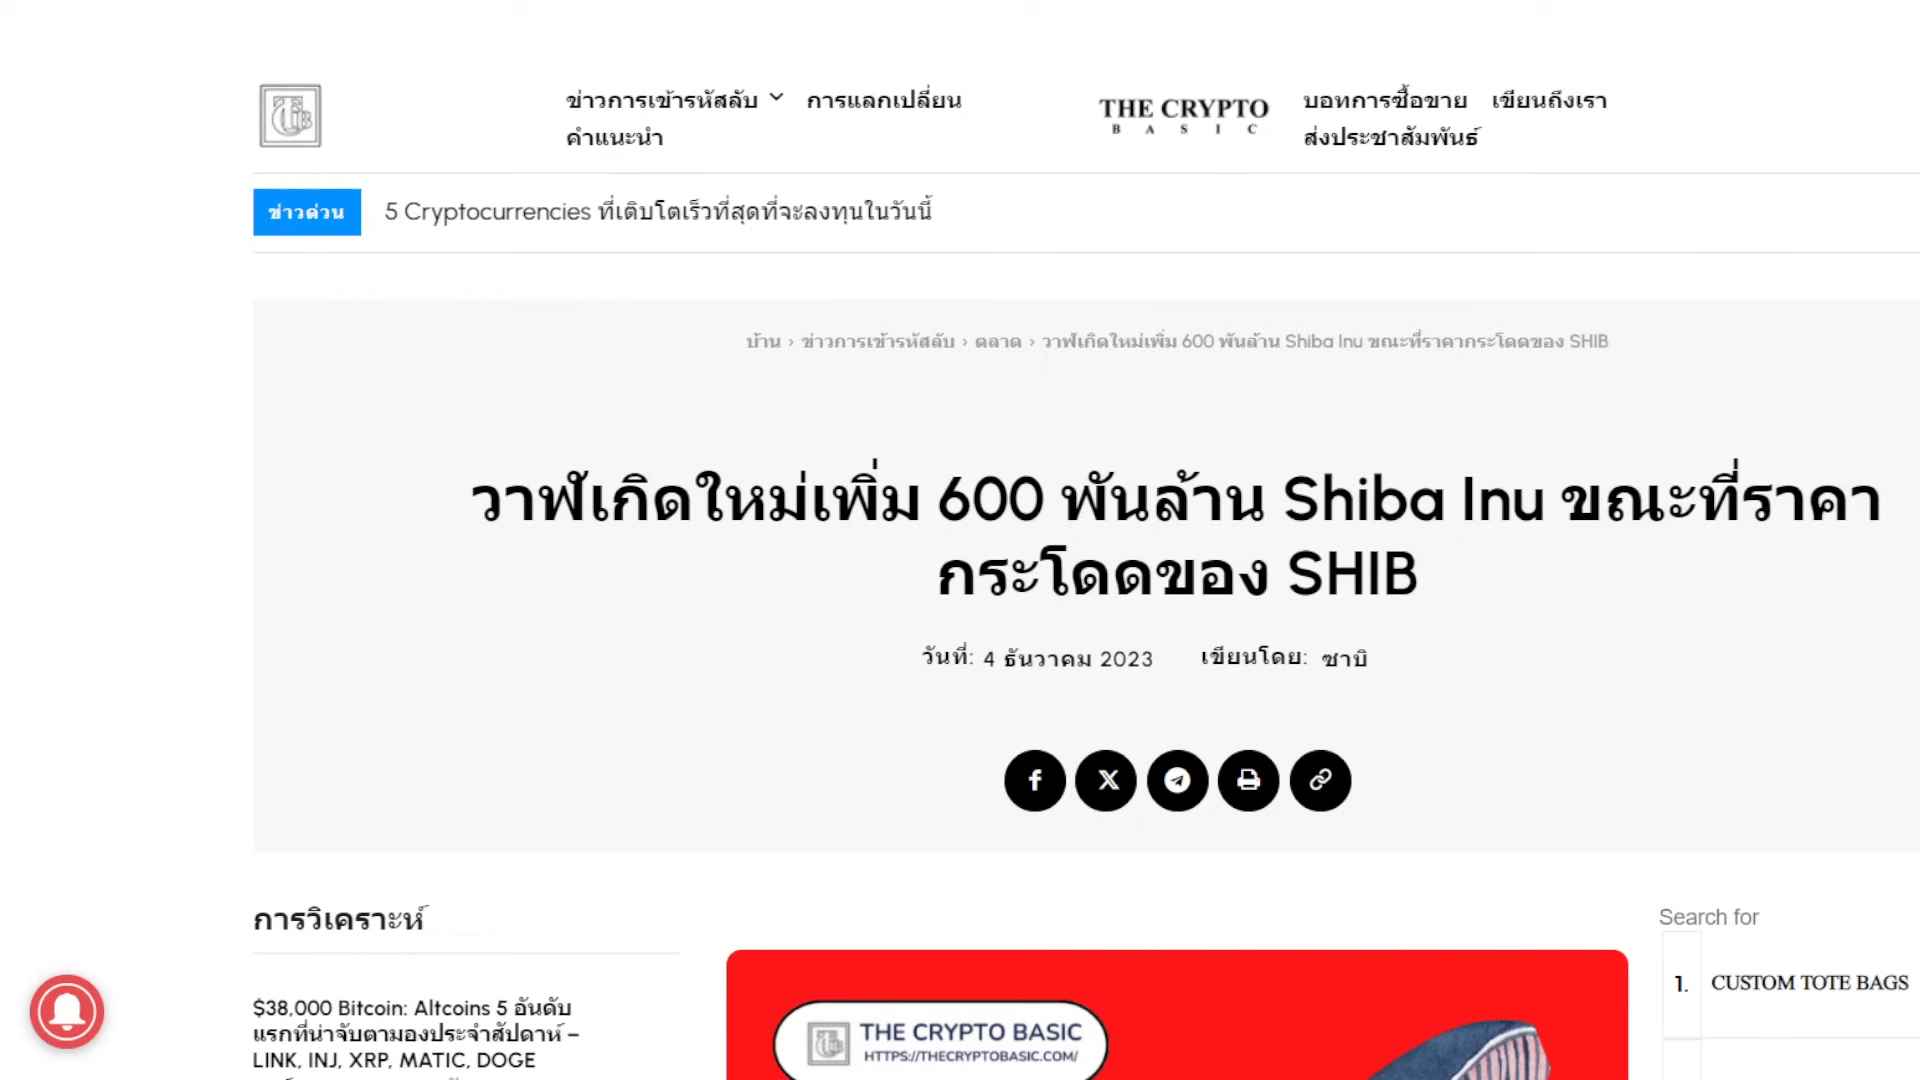 ข่าวการเข้ารหัสลับ การแลกเปลี่ยน
คำแนะนำ
THE CRYPTO
BASIC
บอทการซื้อขาย เขียนถึงเรา
ส่งประชาสัมพันธ์
ข่าวด่วน 5 Cryptocurrencies ที่เติบโตเร็วที่สุดที่จะลงทุนในวันนี้
บ้าน › ข่าวการเข้ารหัสลับ › ตลาด › วาฬเกิดใหม่เพิ่ม 600 พันล้าน Shiba Inu ขณะที่ราคากระโดดของ SHIB
วาฬเกิดใหม่เพิ่ม 600 พันล้าน Shiba Inu ขณะที่ราคา
กระโดดของ SHIB
วันที่: 4 ธันวาคม 2023 เขียนโดย: ซาบิ
การวิเคราะห์
$38,000 Bitcoin: Altcoins 5 อันดับ
แรกที่น่าจับตามองประจำสัปดาห์ –
LINK, INJ, XRP, MATIC, DOGE
THE CRYPTO BASIC
HTTPS://THECRYPTOBASIC.COM/
Search for
1. CUSTOM TOTE BAGS